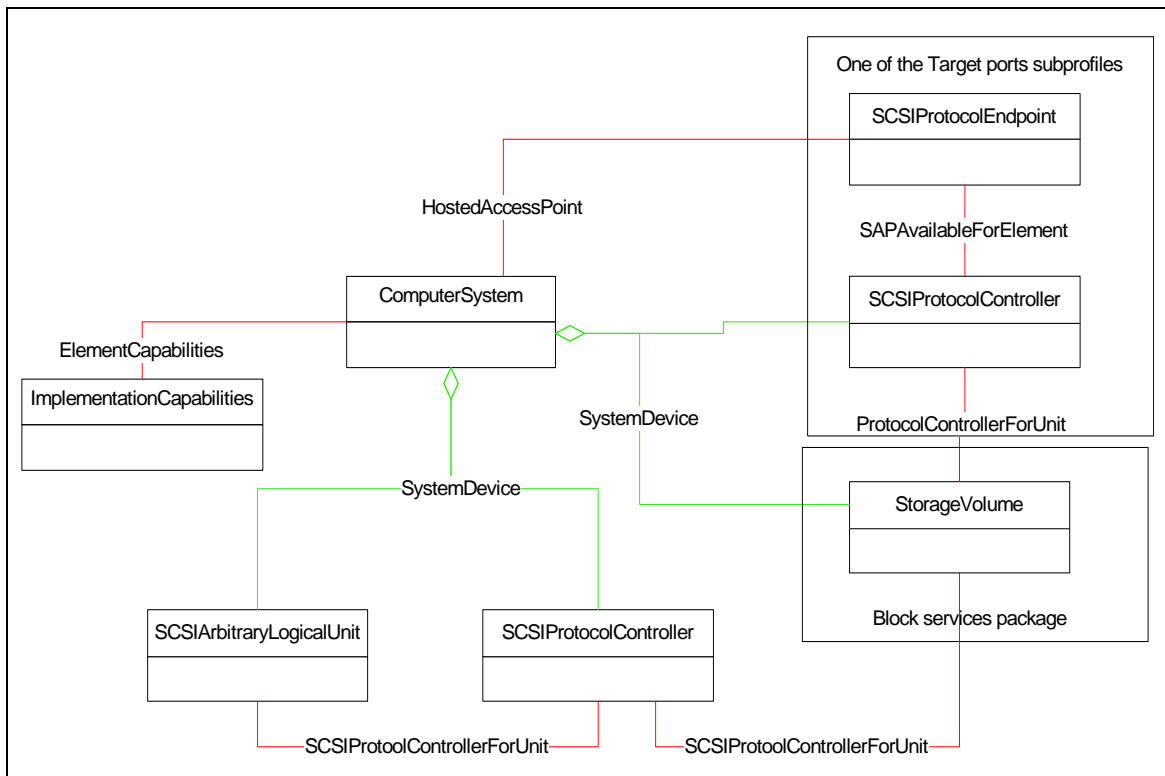 One of the Target ports subprofiles
SCSIProtocolEndpoint
HostedAccessPoint
SAPAvailableForElement
ComputerSystem
SCSIProtocolController
ElementCapabilities
ImplementationCapabilities
SystemDevice
ProtocolControllerForUnit
SystemDevice
StorageVolume
Block services package
SCSIArbitraryLogicalUnit
SCSIProtocolController
SCSIProtoolControllerForUnit
SCSIProtoolControllerForUnit